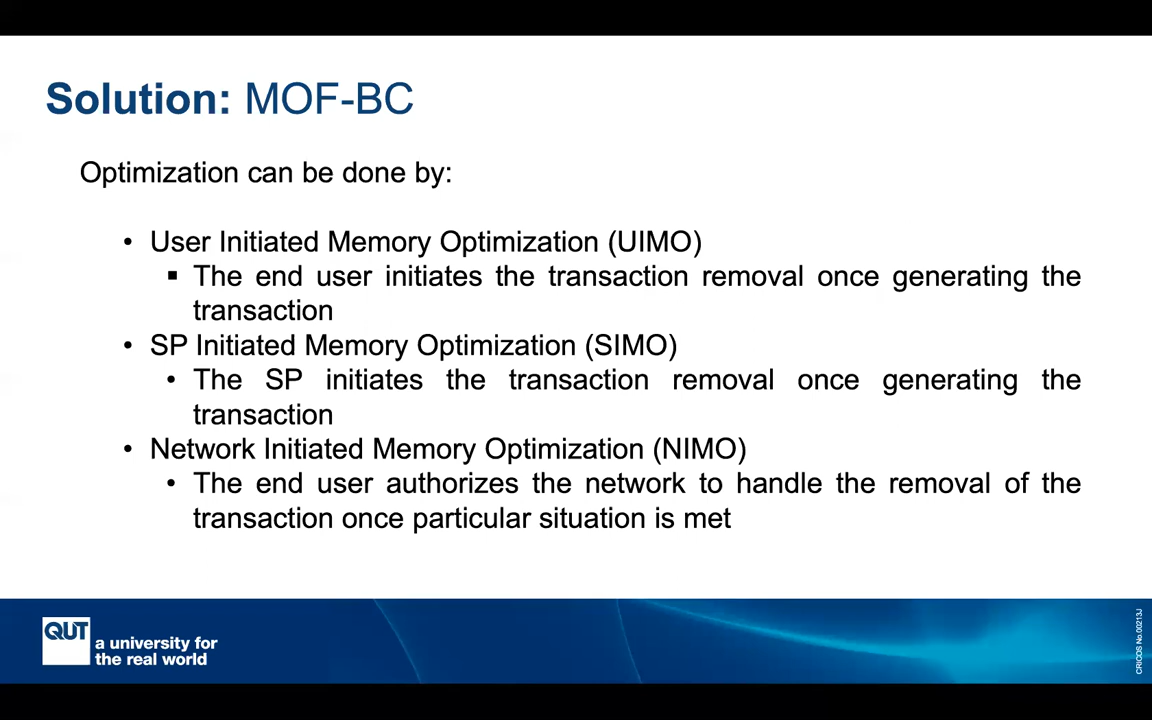 Solution: MOF-BC
Optimization can be done by:
• User Initiated Memory Optimization (UIMO)
▪ The end user initiates the transaction removal once generating the
transaction
• SP Initiated Memory Optimization (SIMO)
• The SP initiates the transaction removal once generating the
transaction
• Network Initiated Memory Optimization (NIMO)
• The end user authorizes the network to handle the removal of the
transaction once particular situation is met
QUT
a university for
the real world
CRICOS No.00213J